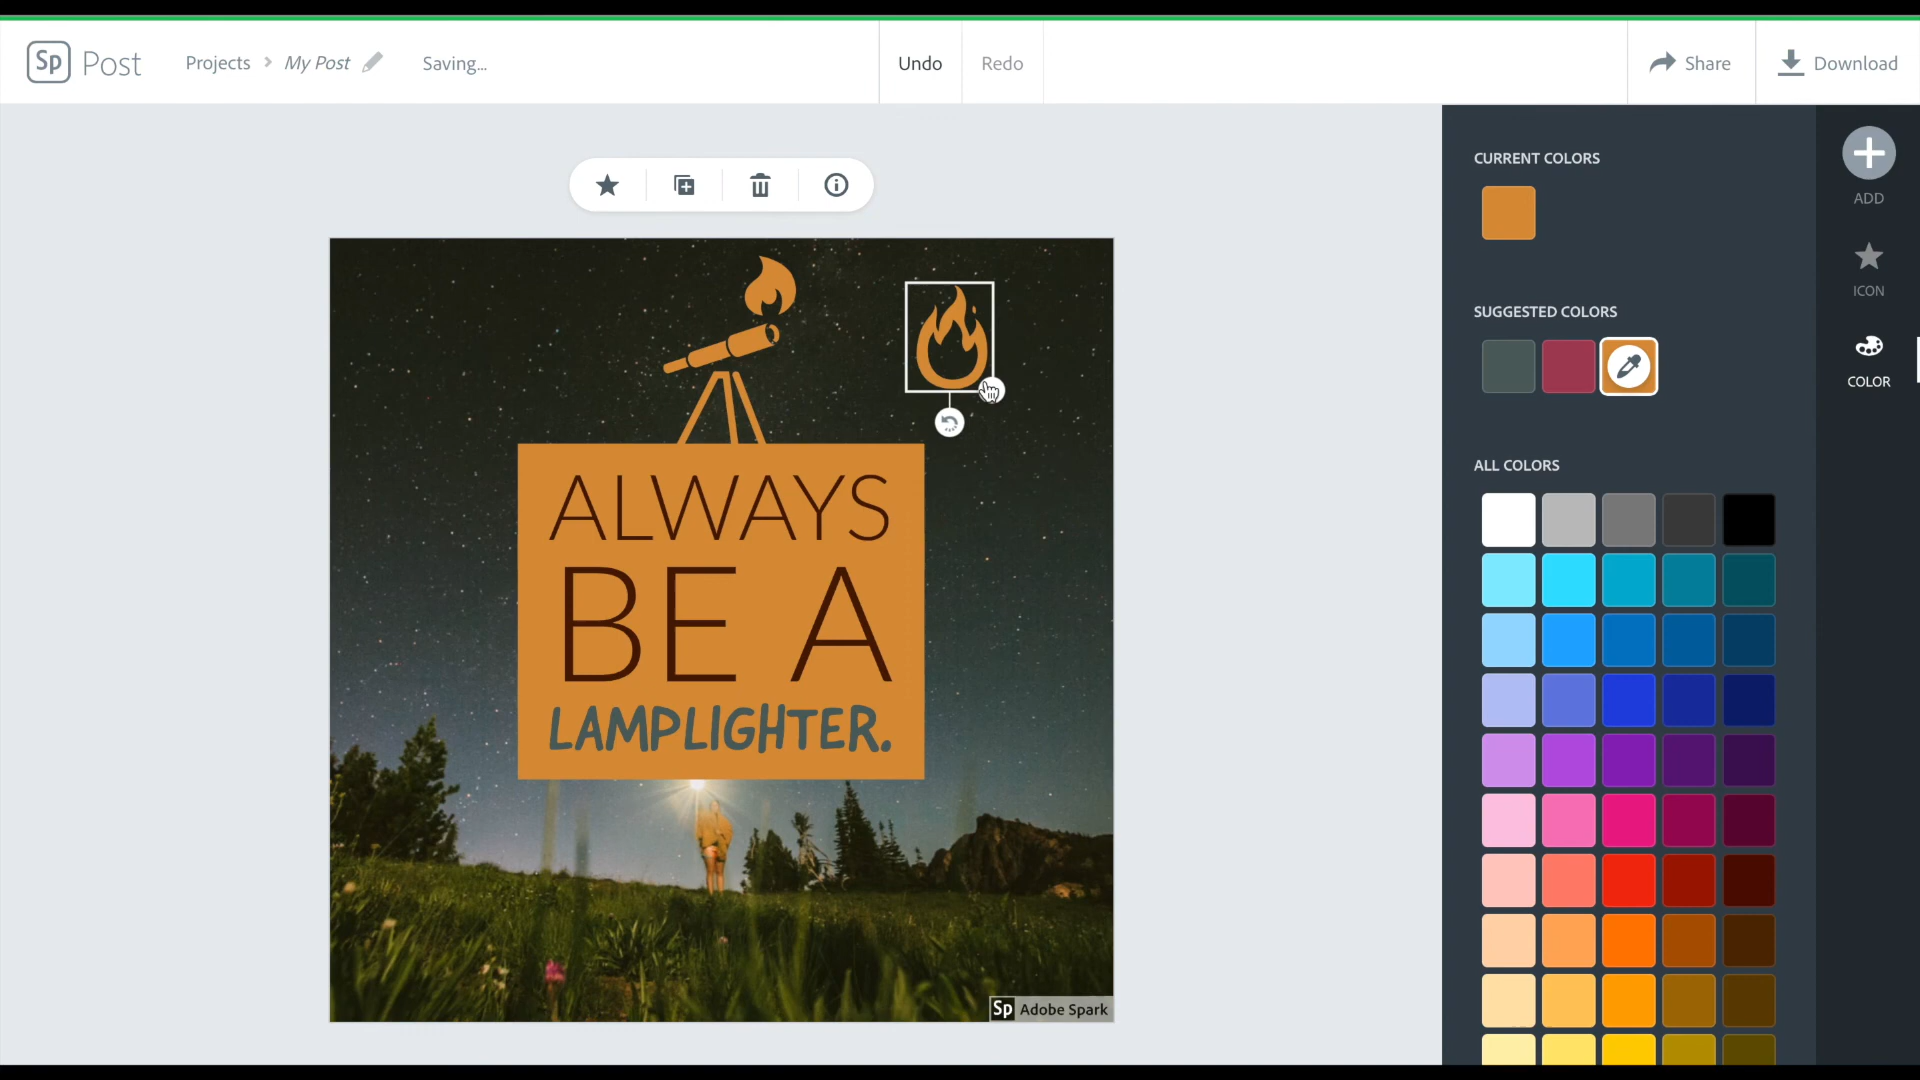 Sp Post Projects > My Post Saving... Undo Redo Share Download
CURRENT COLORS
ADD
SUGGESTED COLORS
ICON
COLOR
ALL COLORS
ALWAYS
BE A
LAMPLIGHTER.
Sp Adobe Spark